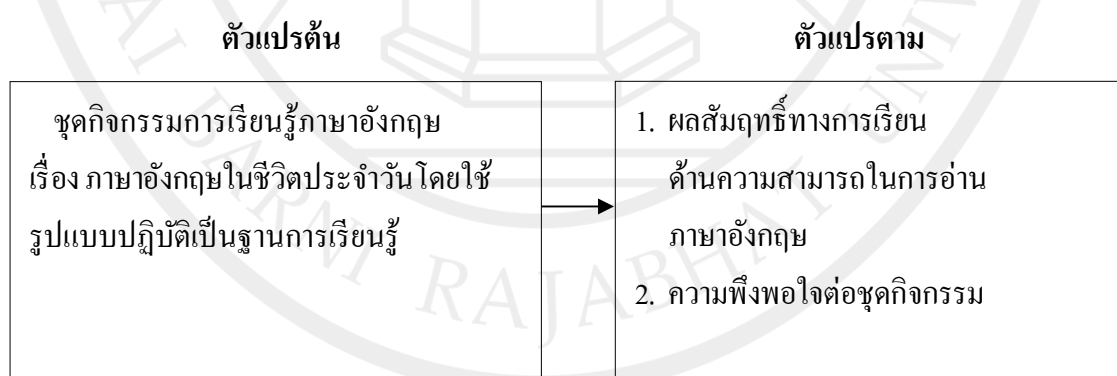 ตัวแปรต้น
ชุดกิจกรรมการเรียนรู้ภาษาอังกฤษ
เรื่อง ภาษาอังกฤษในชีวิตประจำวันโดยใช้
รูปแบบปฏิบัติเป็นฐานการเรียนรู้
ตัวแปรตาม
1. ผลสัมฤทธิ์ทางการเรียน
ด้านความสามารถในการอ่าน
ภาษาอังกฤษ
2. ความพึงพอใจต่อชุดกิจกรรม
RAJABHAT